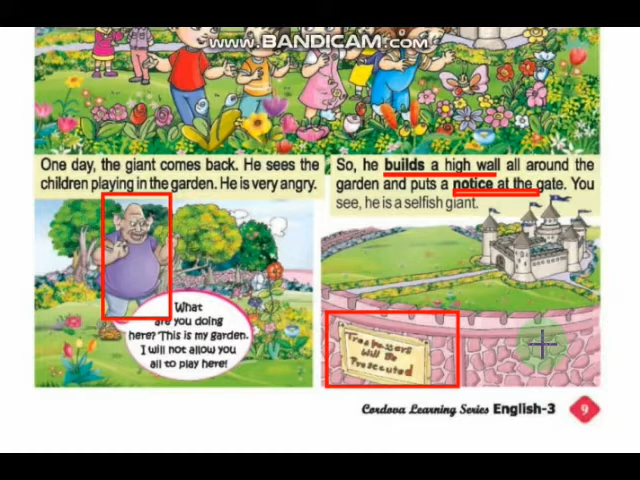 www.BANDICAM.com
One day, the giant comes back. He sees the
children playing in the garden. He is very angry.
So, he builds a high wall all around the
garden and puts a notice at the gate. You
see, he is a selfish giant.
What
are you doing
here? This is my garden.
I will not allow you
all to play here!
Trespassers
Will Be
Prosecuted
Cordova Learning Series English-3
9